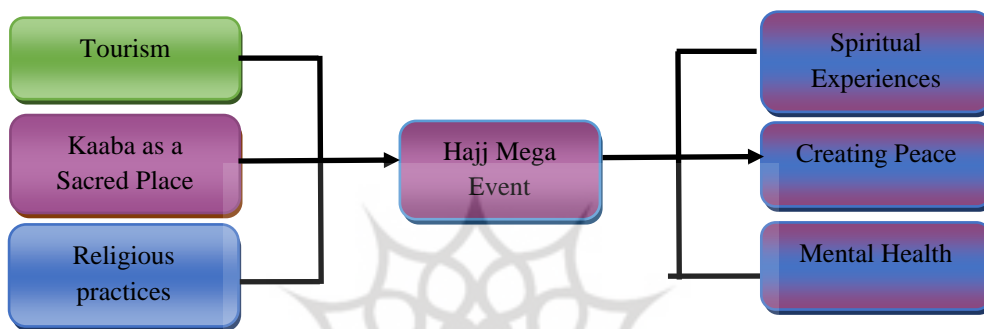 Tourism
Kaaba as a
Sacred Place
Religious
practices
Hajj Mega
Event
Spiritual
Experiences
Creating Peace
Mental Health